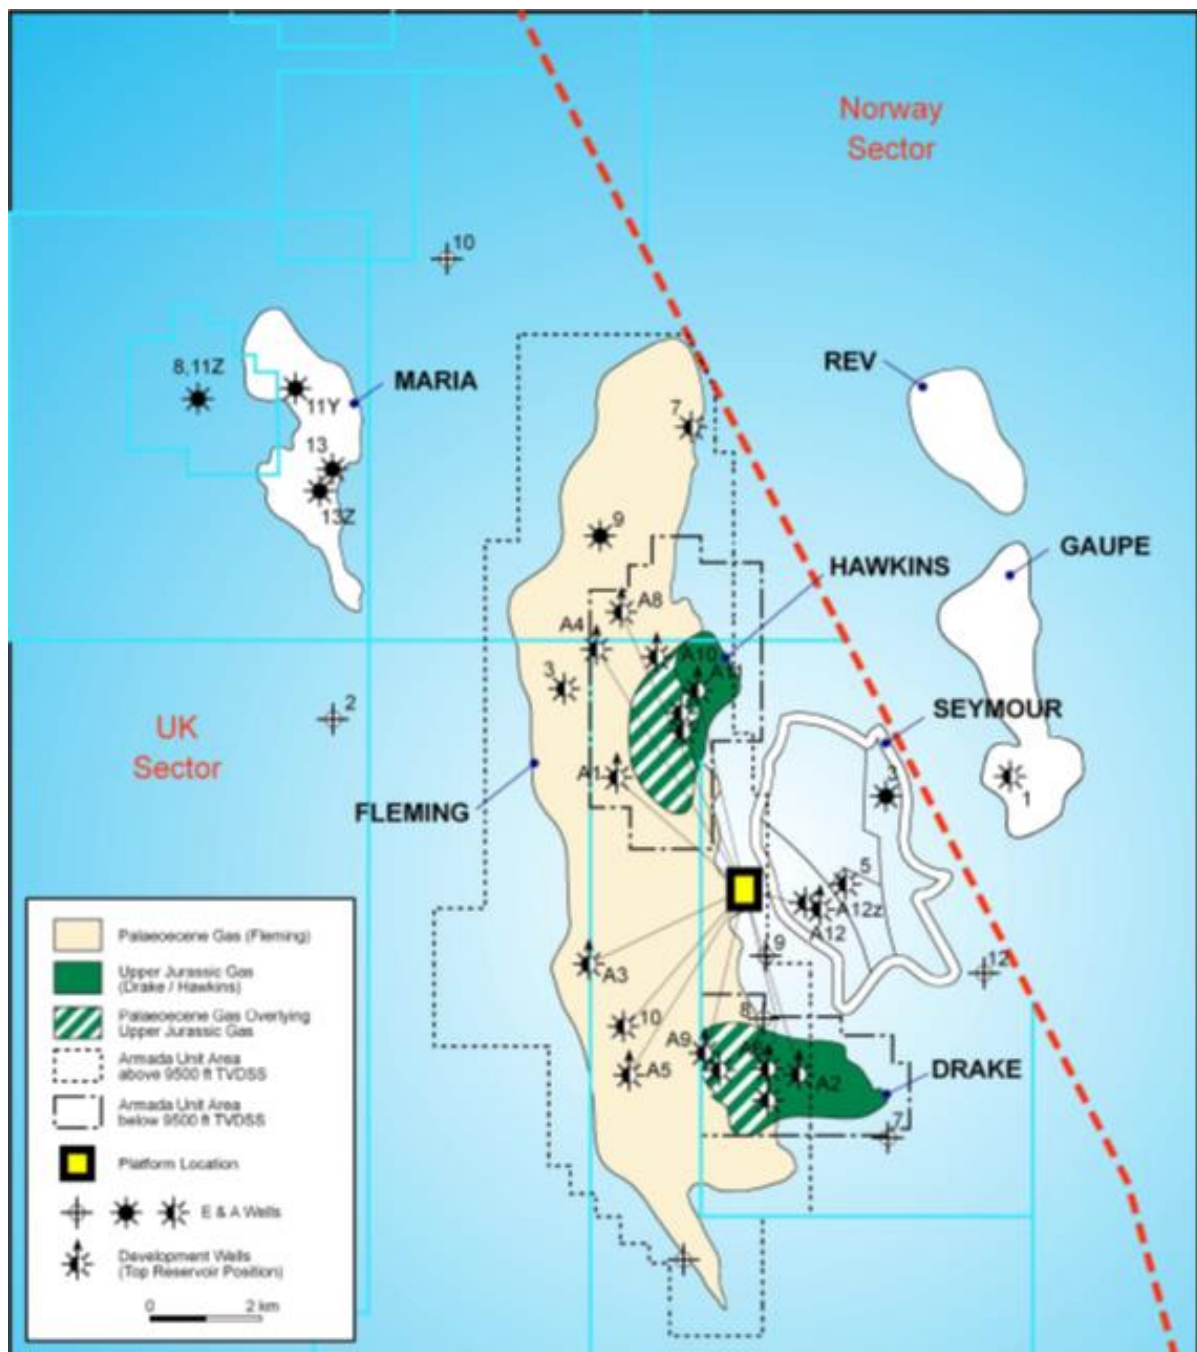 Norway
Sector
10
REV
8,11Z
MARIA
11Y
7
13
13Z
9
GAUPE
HAWKINS
A8
A4
A10
A11
3
2
SEYMOUR
UK
Sector
A1
3
1
FLEMING
5
A12z
A12
9
12
A3
8
10
A9
A5
A2
DRAKE
7
Palaeocene Gas (Fleming)
Upper Jurassic Gas
(Drake / Hawkins)
Palaeocene Gas Overlying
Upper Jurassic Gas
Armada Unit Area
above 9500 ft TVDSS
Armada Unit Area
below 9500 ft TVDSS
Platform Location
E & A Wells
Development Wells
(Top Reservoir Position)
0 2 km